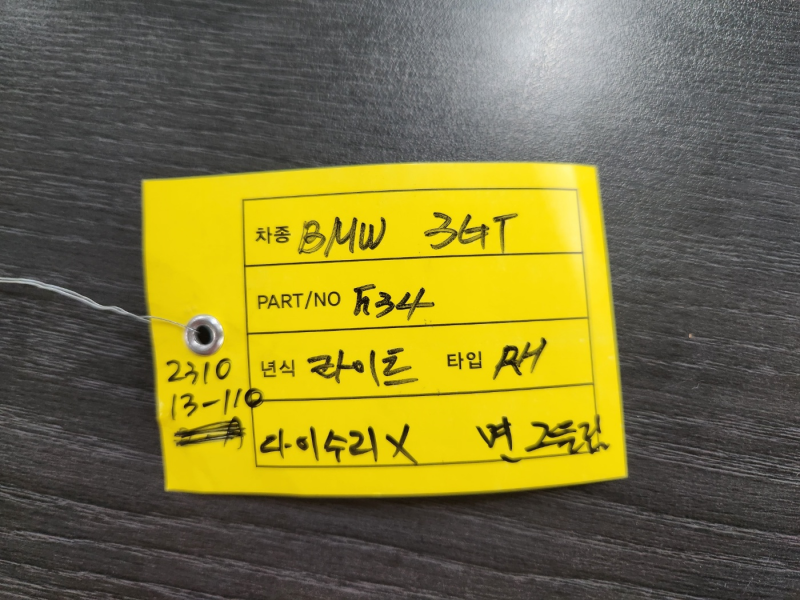 차종 BMW 3GT
PART/NO F34
년식 라이트 타입 RH
다이수리X 면
2310
13-110